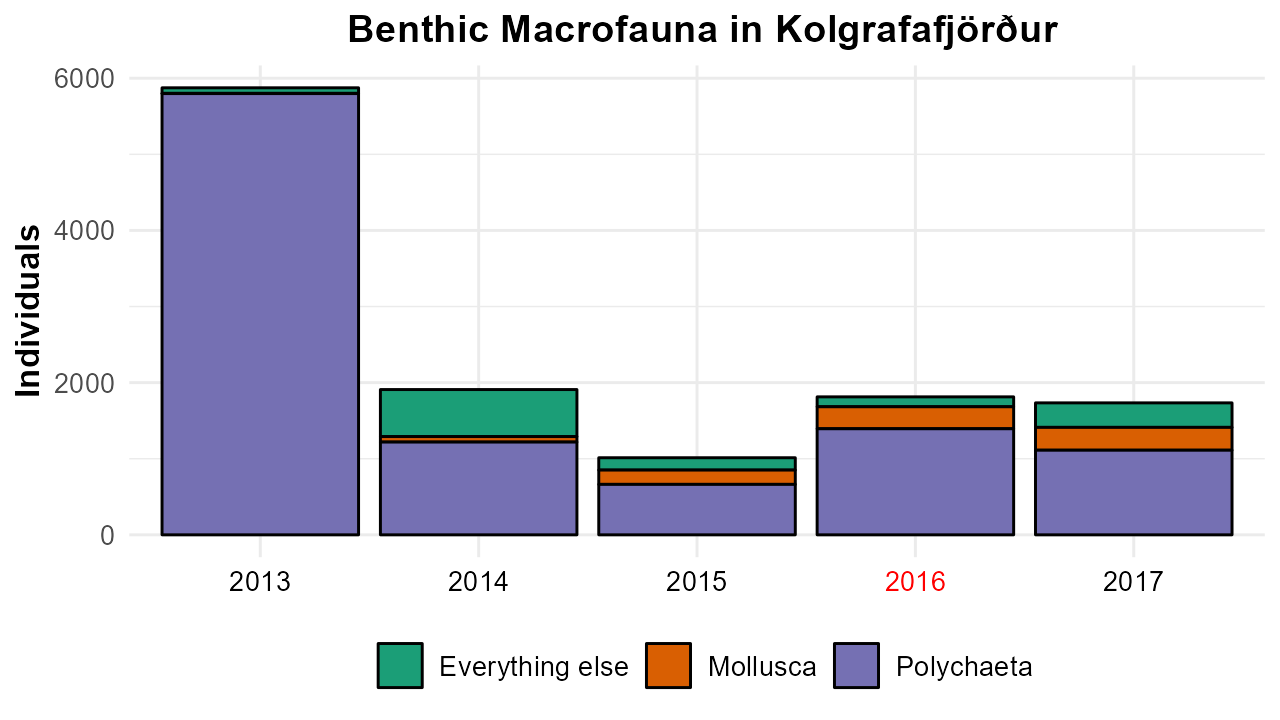 Benthic Macrofauna in Kolgrafafjörður
Individuals
6000
4000
2000
0
2013 2014 2015 2016 2017
Everything else Mollusca Polychaeta